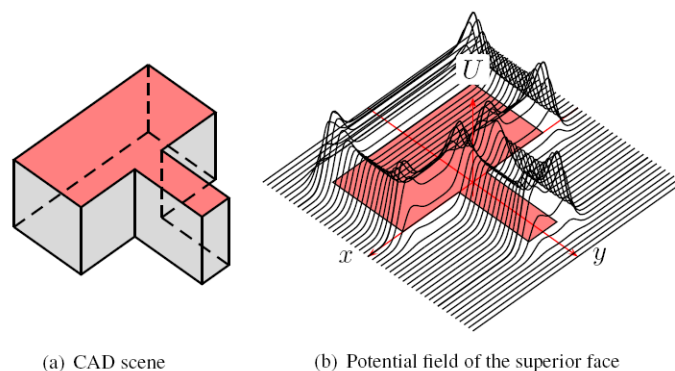 U
x
y
(a) CAD scene
(b) Potential field of the superior face